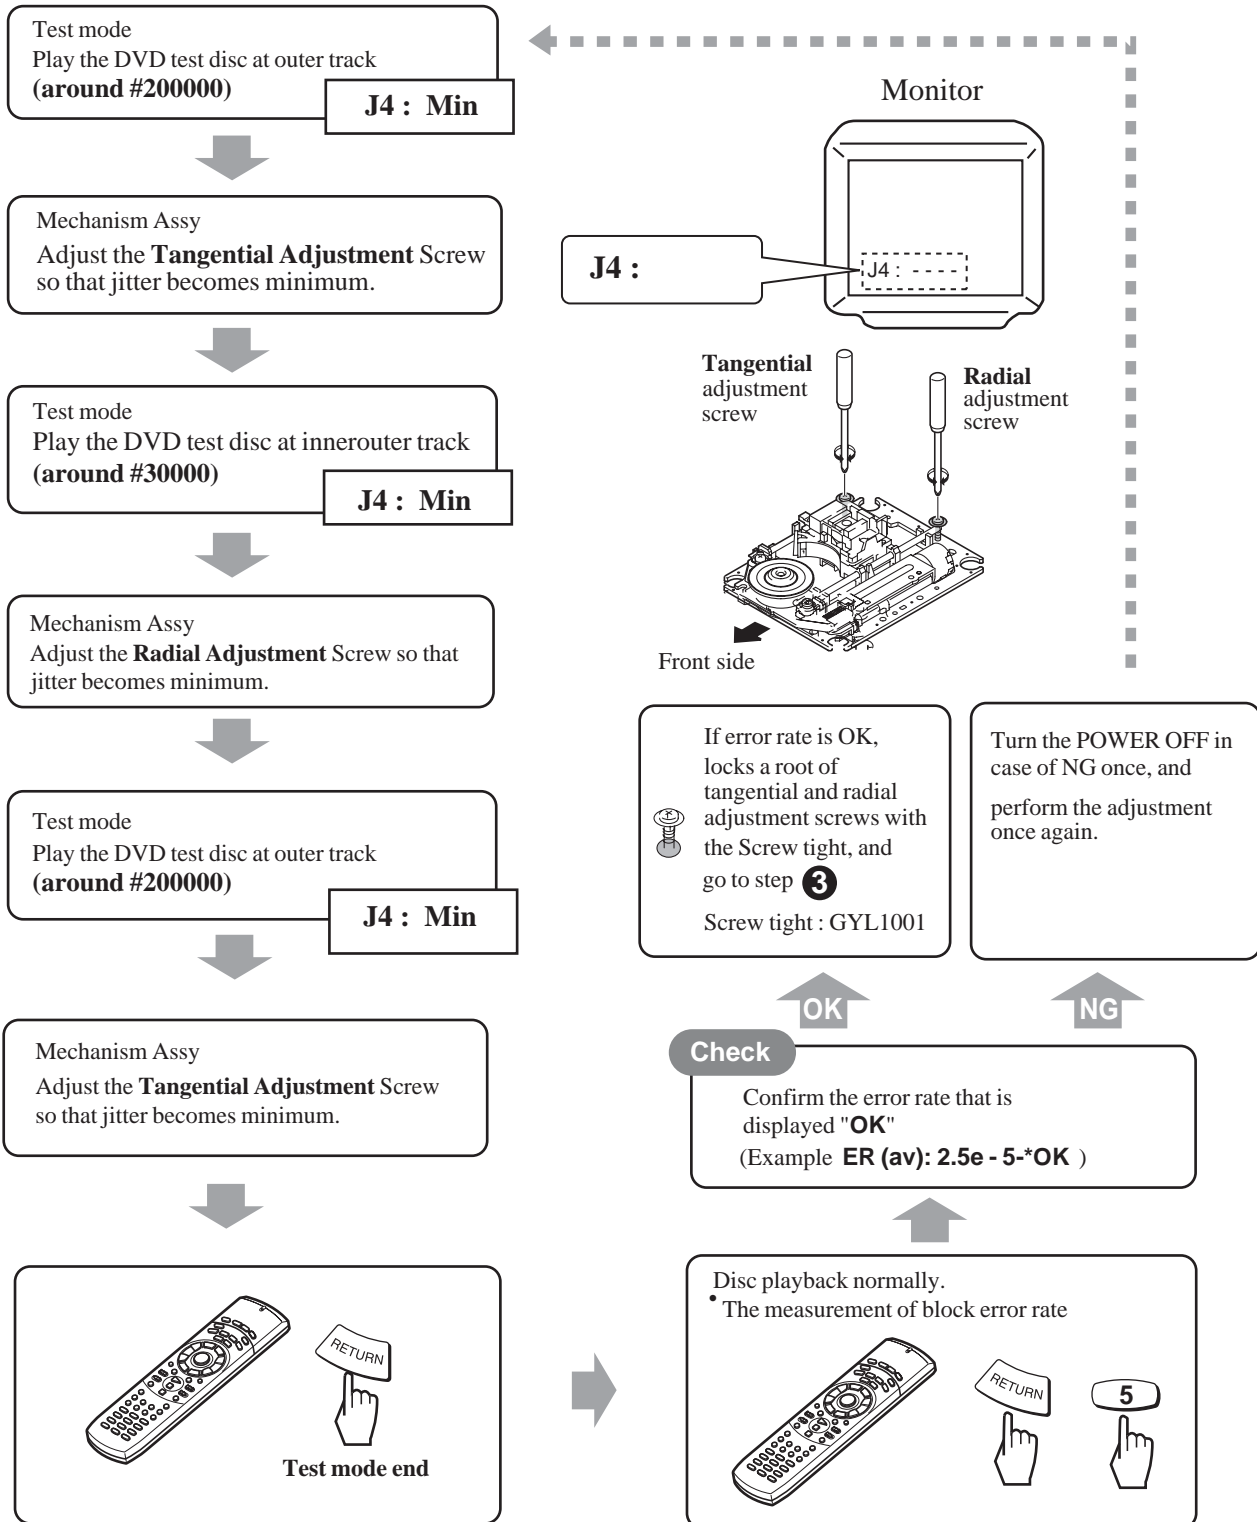 Test mode
Play the DVD test disc at outer track
(around #200000)
J4 : Min
Mechanism Assy
Adjust the Tangential Adjustment Screw
so that jitter becomes minimum.
Test mode
Play the DVD test disc at innerouter track
(around #30000)
J4 : Min
Mechanism Assy
Adjust the Radial Adjustment Screw so that
jitter becomes minimum.
Test mode
Play the DVD test disc at outer track
(around #200000)
J4 : Min
Mechanism Assy
Adjust the Tangential Adjustment Screw
so that jitter becomes minimum.
RETURN
Test mode end
Monitor
J4 :
J4 : - - - -
Tangential
adjustment
screw
Radial
adjustment
screw
Front side
If error rate is OK,
locks a root of
tangential and radial
adjustment screws with
the Screw tight, and
go to step 3
Screw tight : GYL1001
Turn the POWER OFF in
case of NG once, and
perform the adjustment
once again.
OK
NG
Check
Confirm the error rate that is
displayed "OK"
(Example ER (av): 2.5e - 5-*OK )
Disc playback normally.
• The measurement of block error rate
RETURN
5